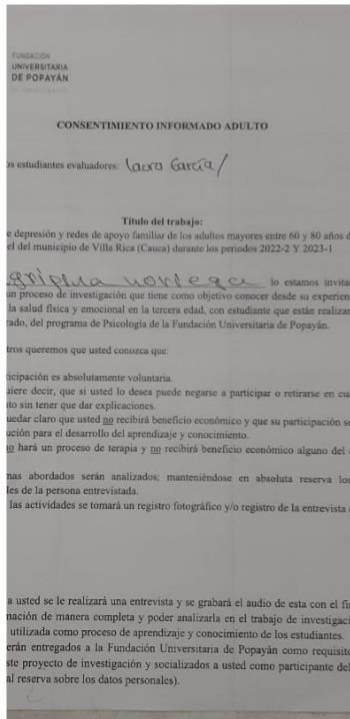 FUNDACIÓN
UNIVERSITARIA
DE POPAYÁN
CONSENTIMIENTO INFORMADO ADULTO
os estudiantes evaluadores: García/
Título del trabajo:
e depresión y redes de apoyo familiar de los adultos mayores entre 60 y 80 años d
el del municipio de Villa Rica (Cauca) durante los periodos 2022-2 Y 2023-1
lo estamos invita
un proceso de investigación que tiene como objetivo conocer desde su experien
la salud física y emocional en la tercera edad, con estudiante que están realizar
rado, del programa de Psicología de la Fundación Universitaria de Popayán.
tros queremos que usted conozca que:
icipación es absolutamente voluntaria.
uiere decir, que si usted lo desea puede negarse a participar o retirarse en cu
to sin tener que dar explicaciones.
uedar claro que usted no recibirá beneficio económico y que su participación se
ución para el desarrollo del aprendizaje y conocimiento.
no hará un proceso de terapia y no recibirá beneficio económico alguno del
mas abordados serán analizados; manteniéndose en absoluta reserva los
les de la persona entrevistada.
las actividades se tomará un registro fotográfico y/o registro de la entrevista
a usted se le realizará una entrevista y se grabará el audio de esta con el fi
mación de manera completa y poder analizarla en el trabajo de investigaci
utilizada como proceso de aprendizaje y conocimiento de los estudiantes.
erán entregados a la Fundación Universitaria de Popayán como requisito
ste proyecto de investigación y socializados a usted como participante del
al reserva sobre los datos personales).